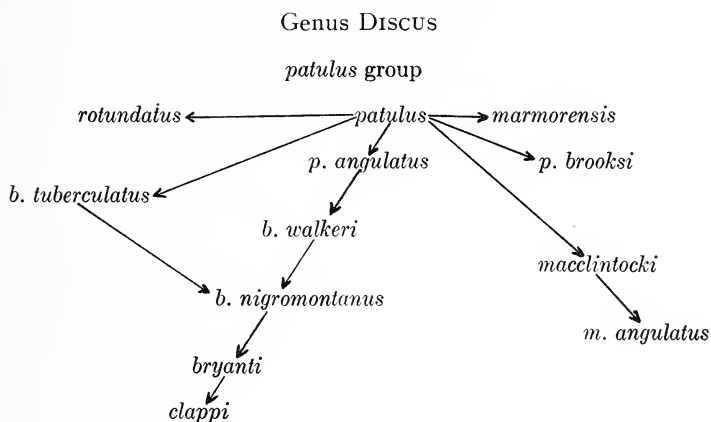 Genus DISCUS
patulus group
rotundatus patulus marmorensis
p. angulatus p. brooksi
b. tuberculatus
b. walkeri
macclintocki
b. nigromontanus
m. angulatus
bryanti
clappi